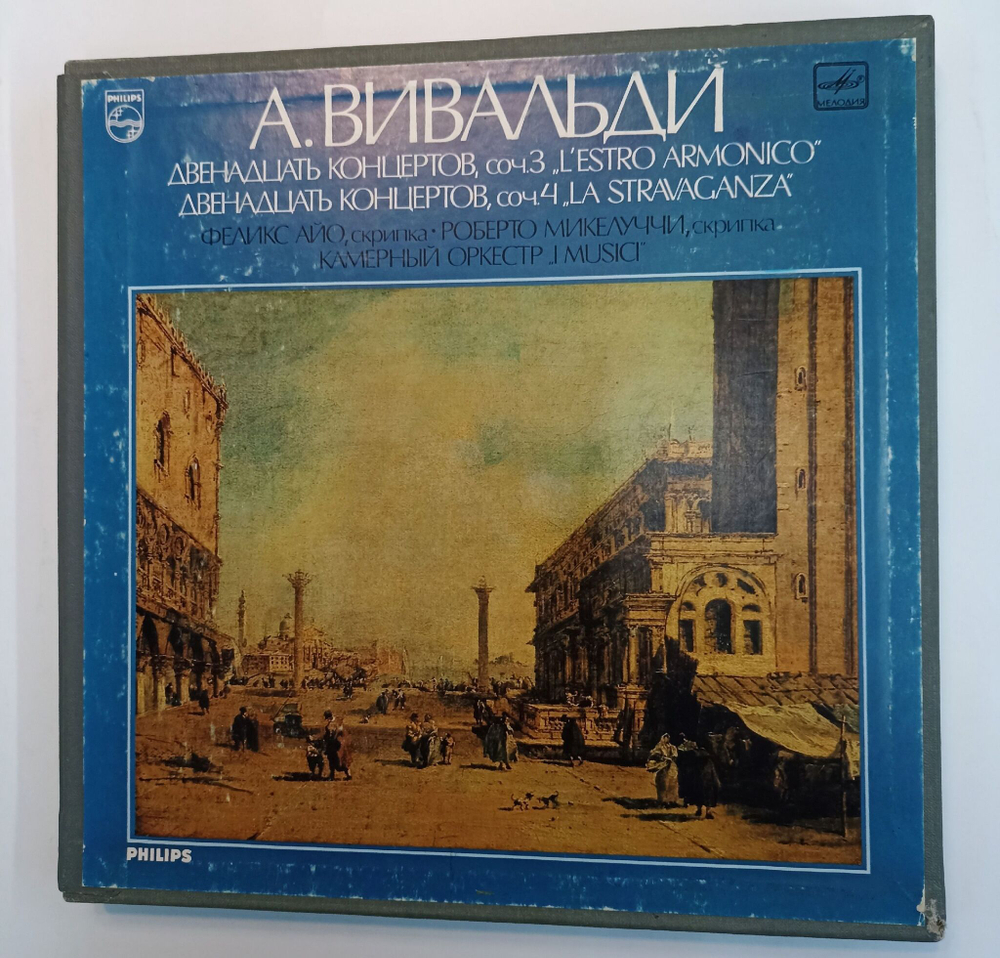 PHILIPS
А. ВИВАЛЬДИ
МЕЛОДИЯ
ДВЕНАДЦАТЬ КОНЦЕРТОВ, соч.3 „L'ESTRO ARMONICO"
ДВЕНАДЦАТЬ КОНЦЕРТОВ, соч.4 „LA STRAVAGANZA"
ФЕЛИКС АЙО, скрипка · РОБЕРТО МИКЕЛУЧЧИ, скрипка
КАМЕРНЫЙ ОРКЕСТР „I MUSICI"
PHILIPS